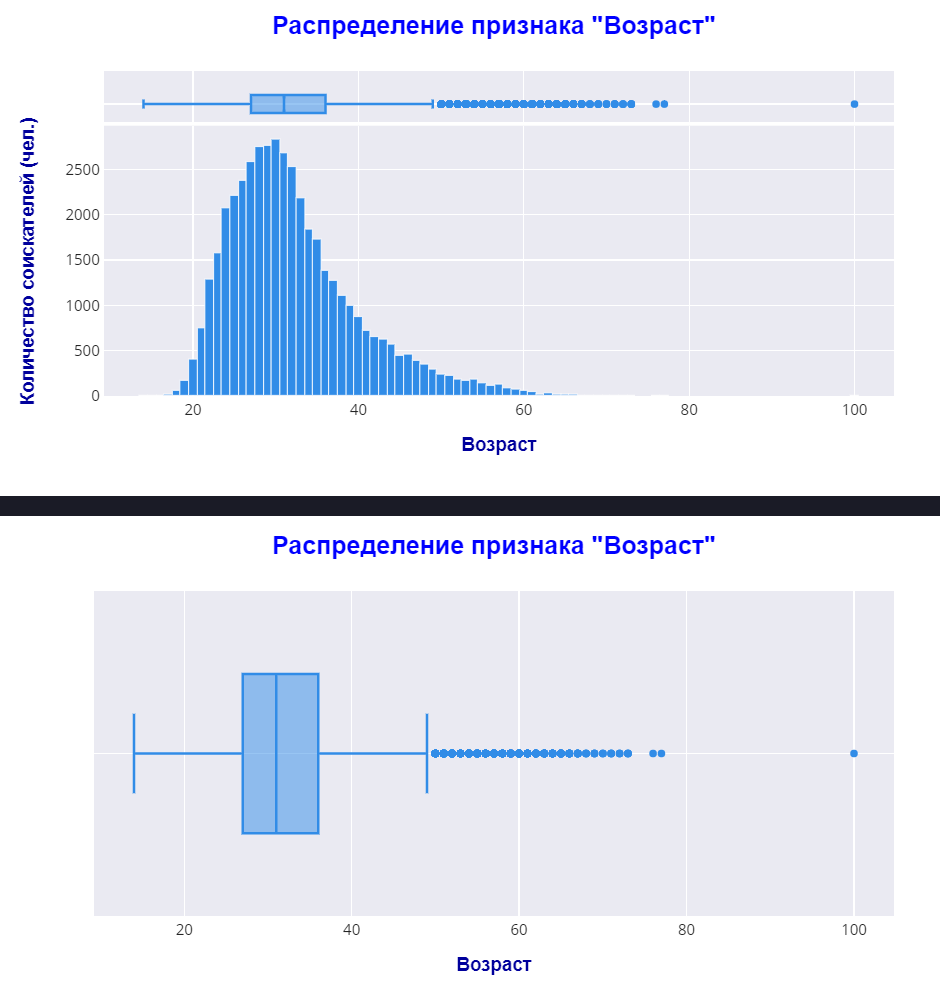 Распределение признака "Возраст"
Количество соискателей (чел.)
2500
2000
1500
1000
500
0
20 40 60 80 100
Возраст
Распределение признака "Возраст"
20 40 60 80 100
Возраст